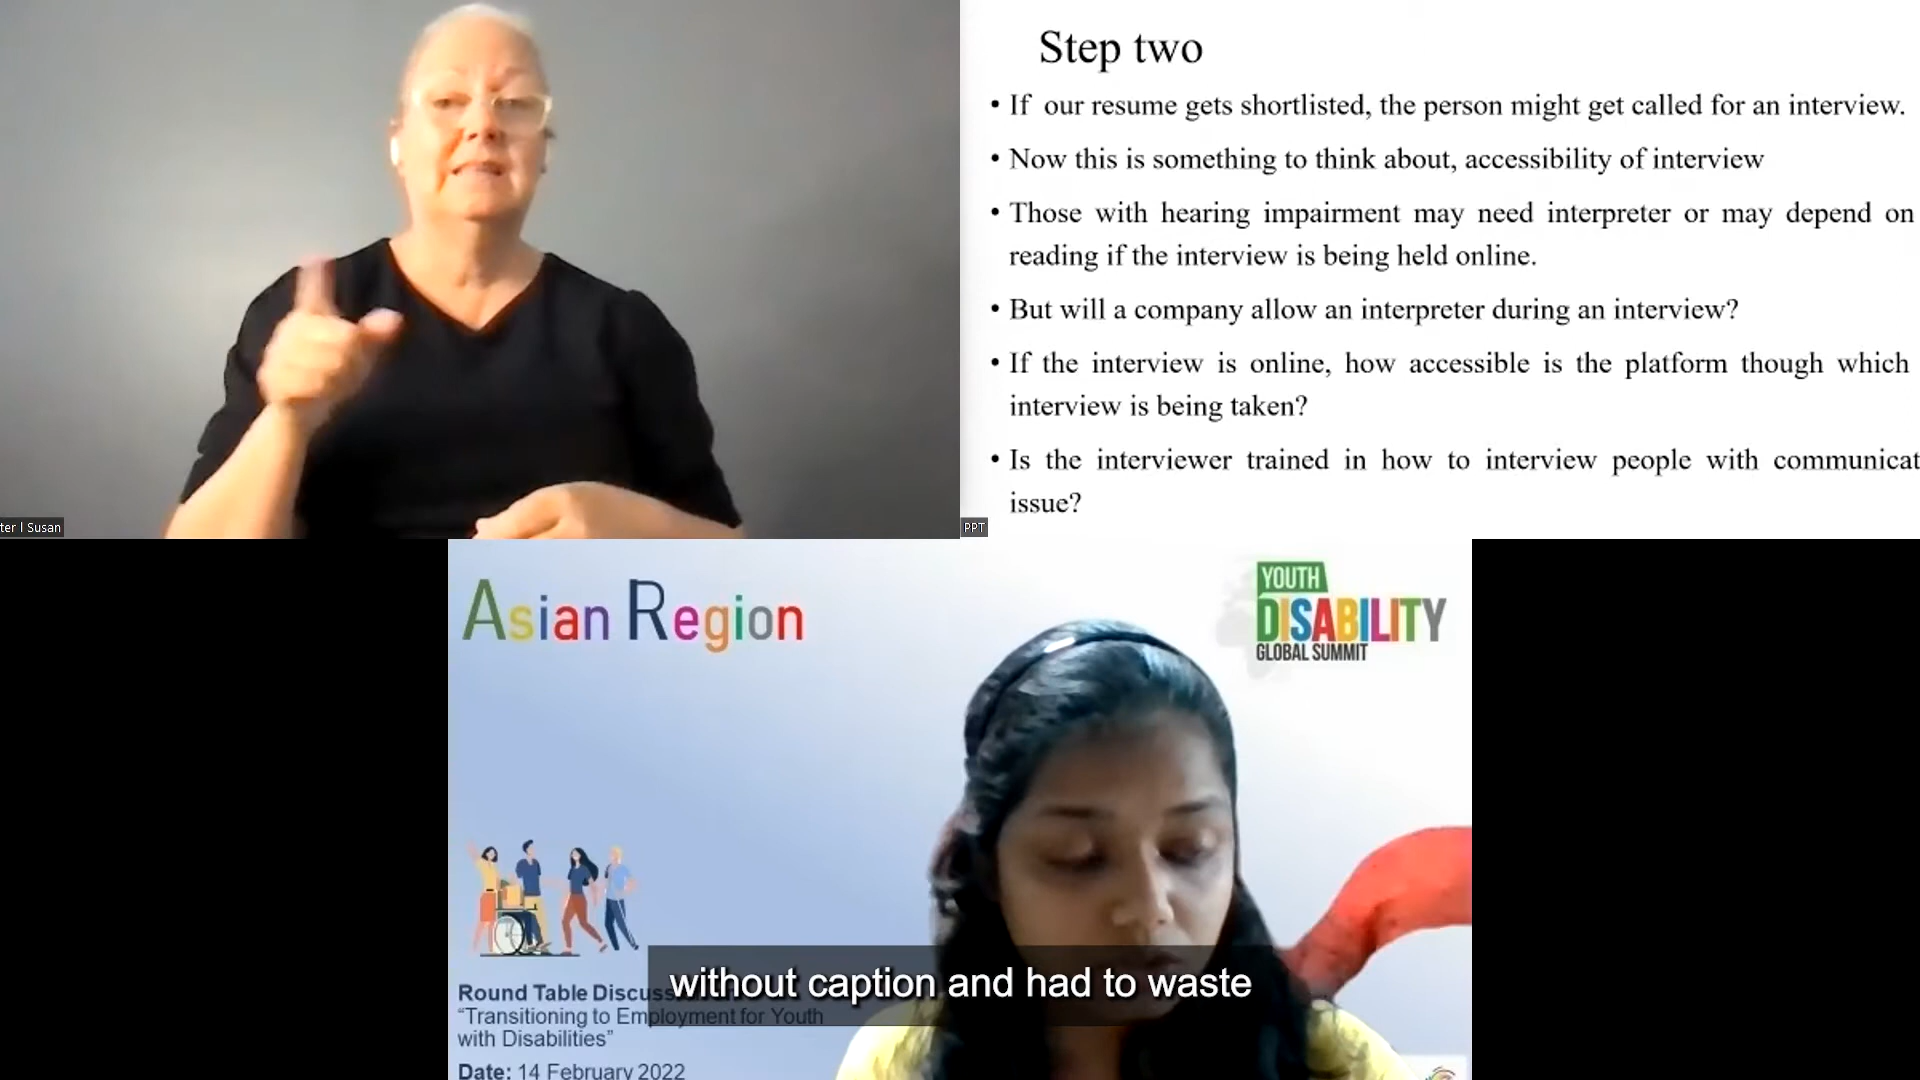 ter I Susan
Step two
• If our resume gets shortlisted, the person might get called for an interview.
• Now this is something to think about, accessibility of interview
• Those with hearing impairment may need interpreter or may depend on
reading if the interview is being held online.
• But will a company allow an interpreter during an interview?
• If the interview is online, how accessible is the platform though which
interview is being taken?
• Is the interviewer trained in how to interview people with communicat
issue?
PPT
Asian Region
YOUTH
DISABILITY
GLOBAL SUMMIT
Round Table Discus
“Transitioning to Employment for Youth
with Disabilities”
Date: 14 February 2022
without caption and had to waste